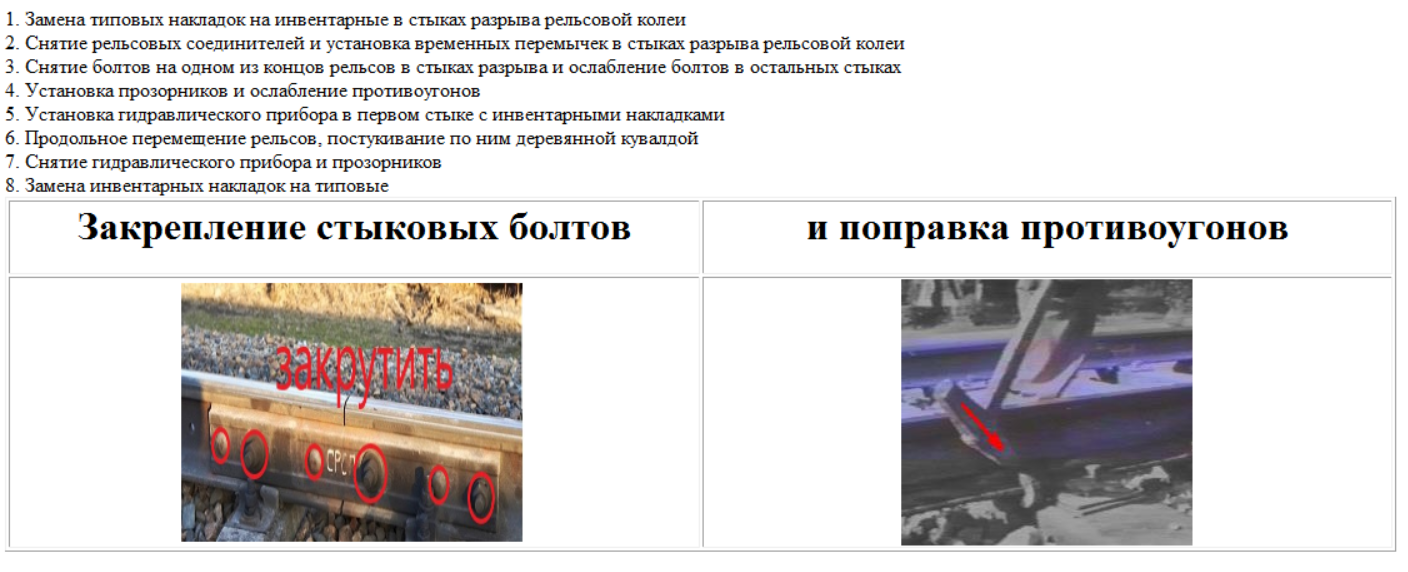 1. Замена типовых накладок на инвентарные в стыках разрыва рельсовой колеи
2. Снятие рельсовых соединителей и установка временных перемычек в стыках разрыва рельсовой колеи
3. Снятие болтов на одном из концов рельсов в стыках разрыва и ослабление болтов в остальных стыках
4. Установка прозорников и ослабление противоугонов
5. Установка гидравлического прибора в первом стыке с инвентарными накладками
6. Продольное перемещение рельсов, постукивание по ним деревянной кувалдой
7. Снятие гидравлического прибора и прозорников
8. Замена инвентарных накладок на типовые
Закрепление стыковых болтов
и поправка противоугонов
закрутить